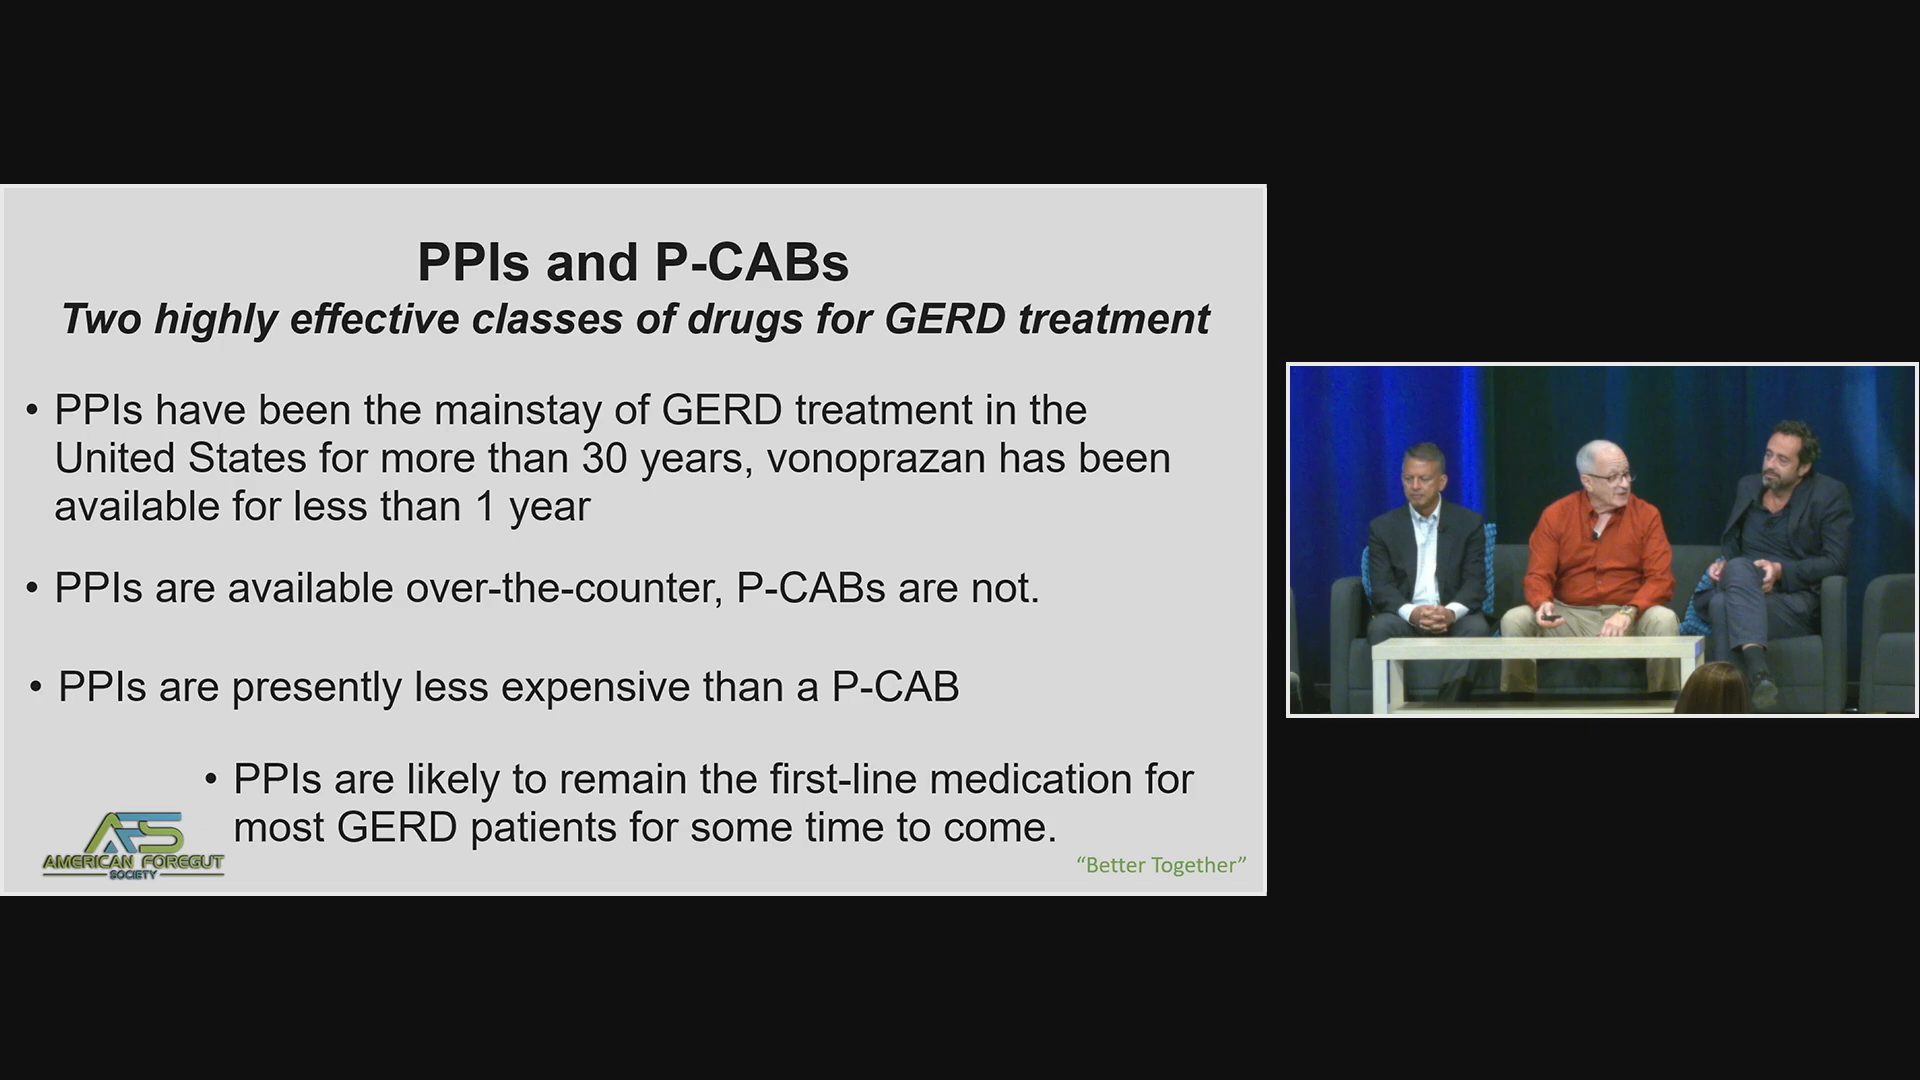 PPIs and P-CABs
Two highly effective classes of drugs for GERD treatment
• PPIs have been the mainstay of GERD treatment in the
United States for more than 30 years, vonoprazan has been
available for less than 1 year
• PPIs are available over-the-counter, P-CABs are not.
• PPIs are presently less expensive than a P-CAB
• PPIs are likely to remain the first-line medication for
most GERD patients for some time to come.
AFS
AMERICAN FOREGUT
SOCIETY
“Better Together”